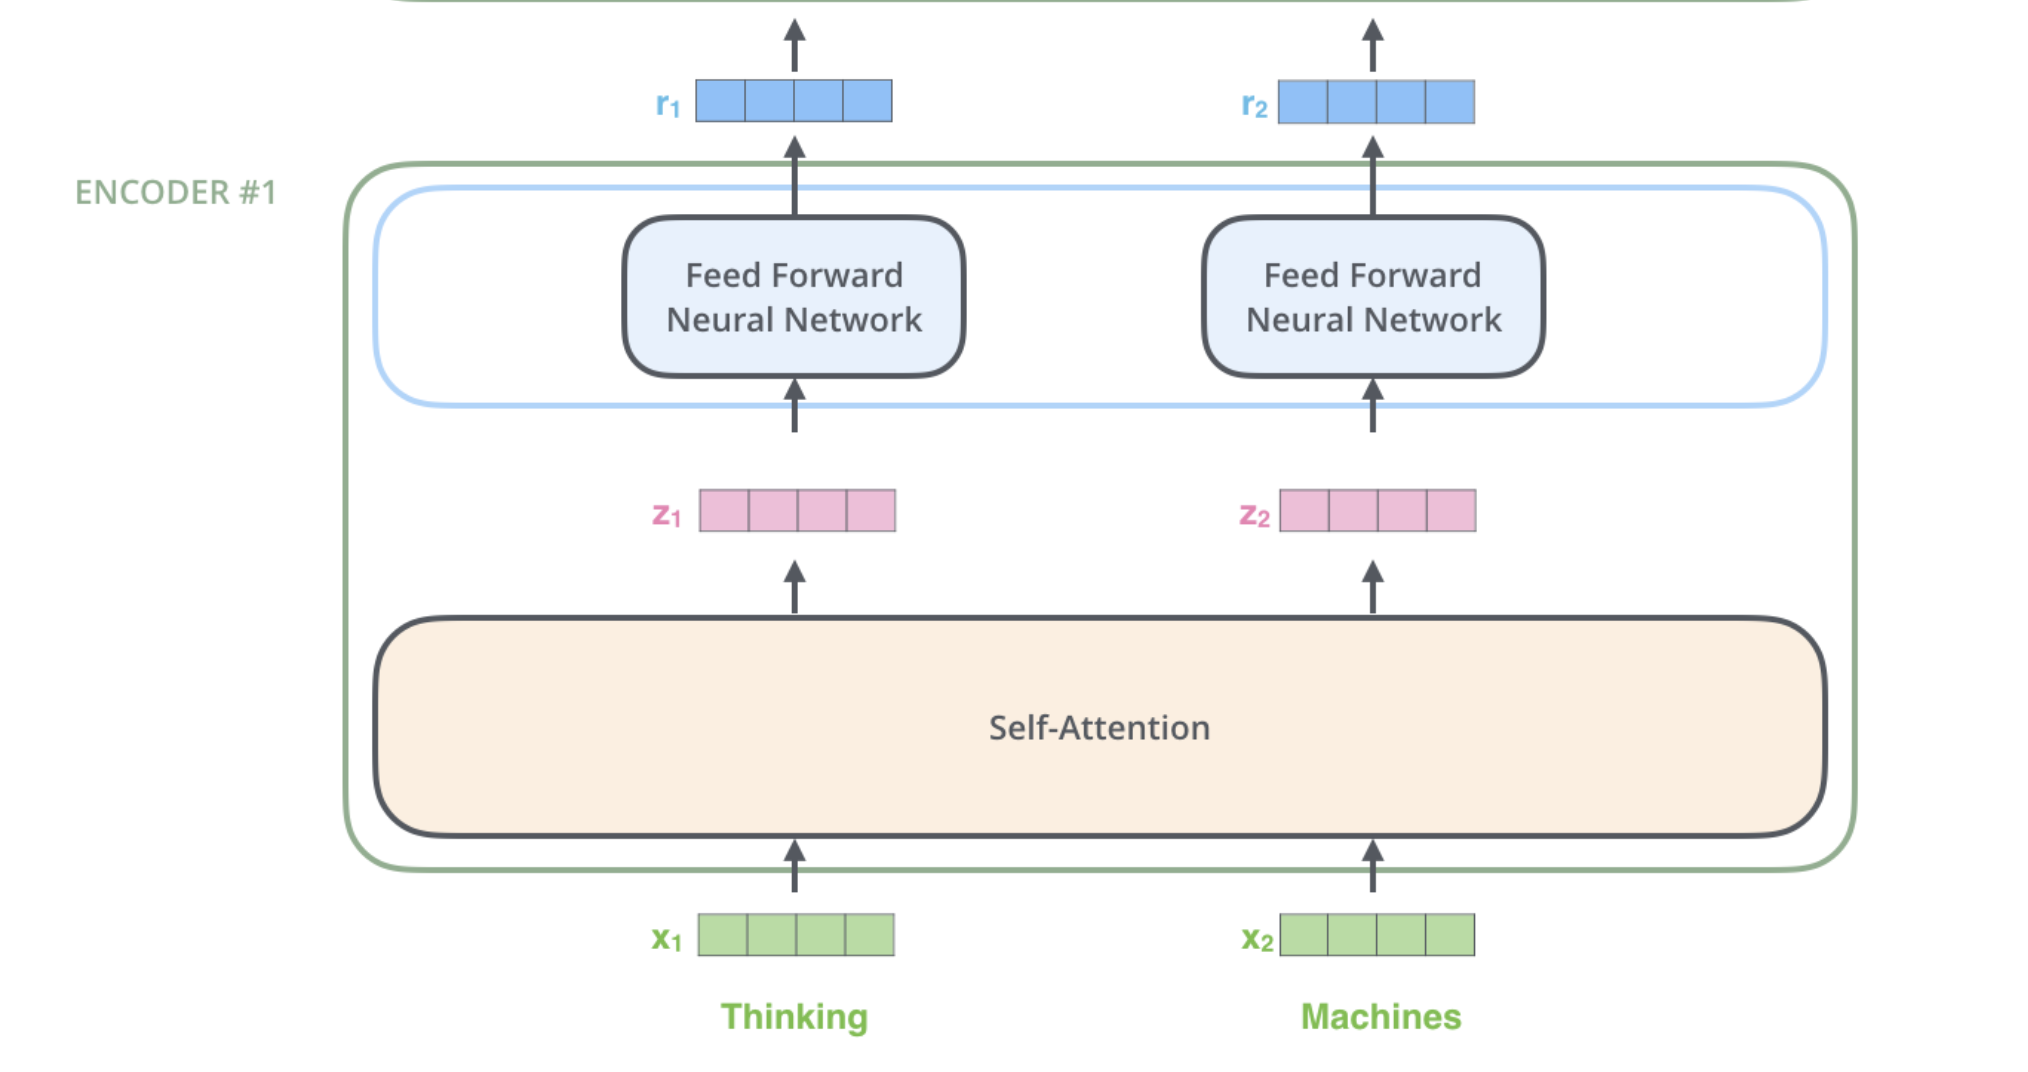 r1
r2
ENCODER #1
Feed Forward
Neural Network
Feed Forward
Neural Network
z1
z2
Self-Attention
x1
x2
Thinking
Machines